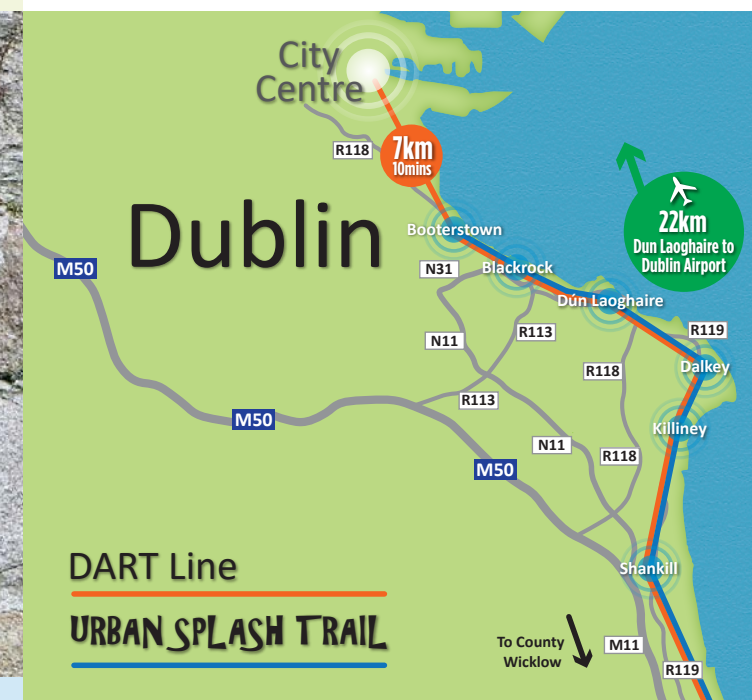 City
Centre
R118
7km
10mins
22km
Dun Laoghaire to
Dublin Airport
Dublin
Booterstown
M50
N31
Blackrock
Dún Laoghaire
R119
N11
R113
Dalkey
R118
R113
M50
Killiney
N11
R118
M50
Shankill
DART Line
URBAN SPLASH TRAIL
To County
Wicklow
M11
R119